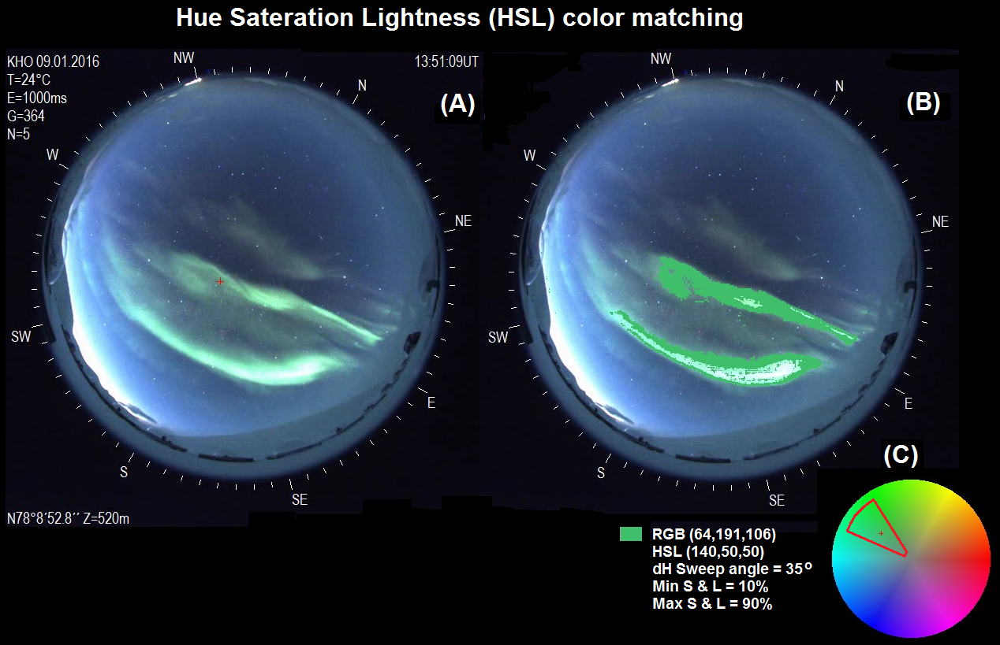 Hue Sateration Lightness (HSL) color matching
KHO 09.01.2016
T=24°C
E=1000ms
G=364
N=5
13:51:09UT
NW
N
(A)
W
NE
SW
E
S
SE
N78°8´52.8´´ Z=520m
NW
N
(B)
W
NE
SW
E
S
SE
(C)
RGB (64,191,106)
HSL (140,50,50)
dH Sweep angle = 35º
Min S & L = 10%
Max S & L = 90%